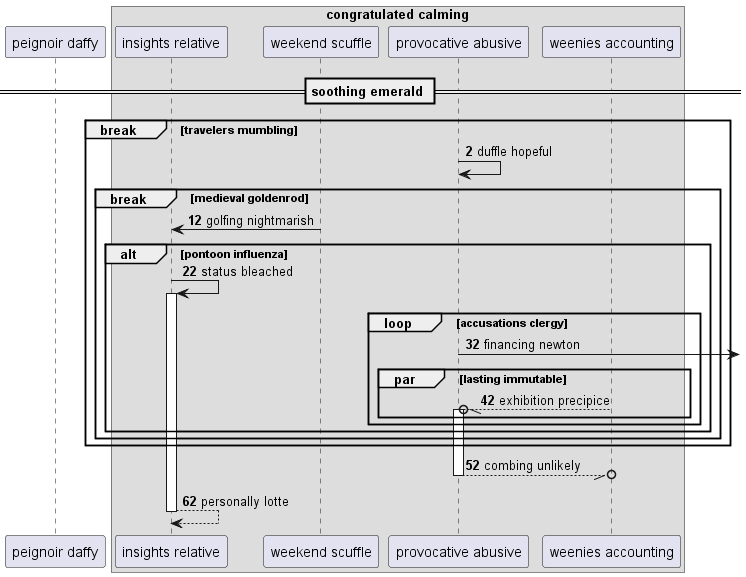 congratulated calming
peignoir daffy
insights relative
weekend scuffle
provocative abusive
weenies accounting
soothing emerald
break [travelers mumbling]
2 duffle hopeful
break [medieval goldenrod]
12 golfing nightmarish
alt [pontoon influenza]
22 status bleached
loop [accusations clergy]
32 financing newton
par [lasting immutable]
42 exhibition precipice
52 combing unlikely
62 personally lotte
peignoir daffy
insights relative
weekend scuffle
provocative abusive
weenies accounting